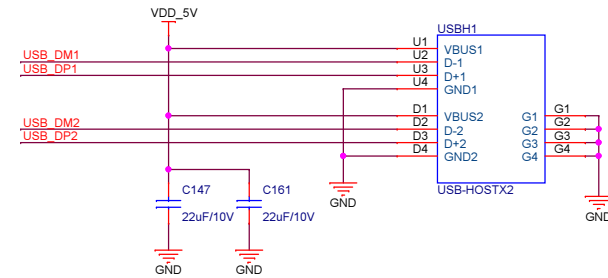 VDD_5V
USBH1
USB_DM1
USB_DP1
U1
U2
U3
U4
VBUS1
D-1
D+1
GND1
USB_DM2
USB_DP2
D1
D2
D3
D4
VBUS2
D-2
D+2
GND2
G1
G2
G3
G4
G1
G2
G3
G4
USB-HOSTX2
C147
22uF/10V
C161
22uF/10V
GND
GND
GND
GND